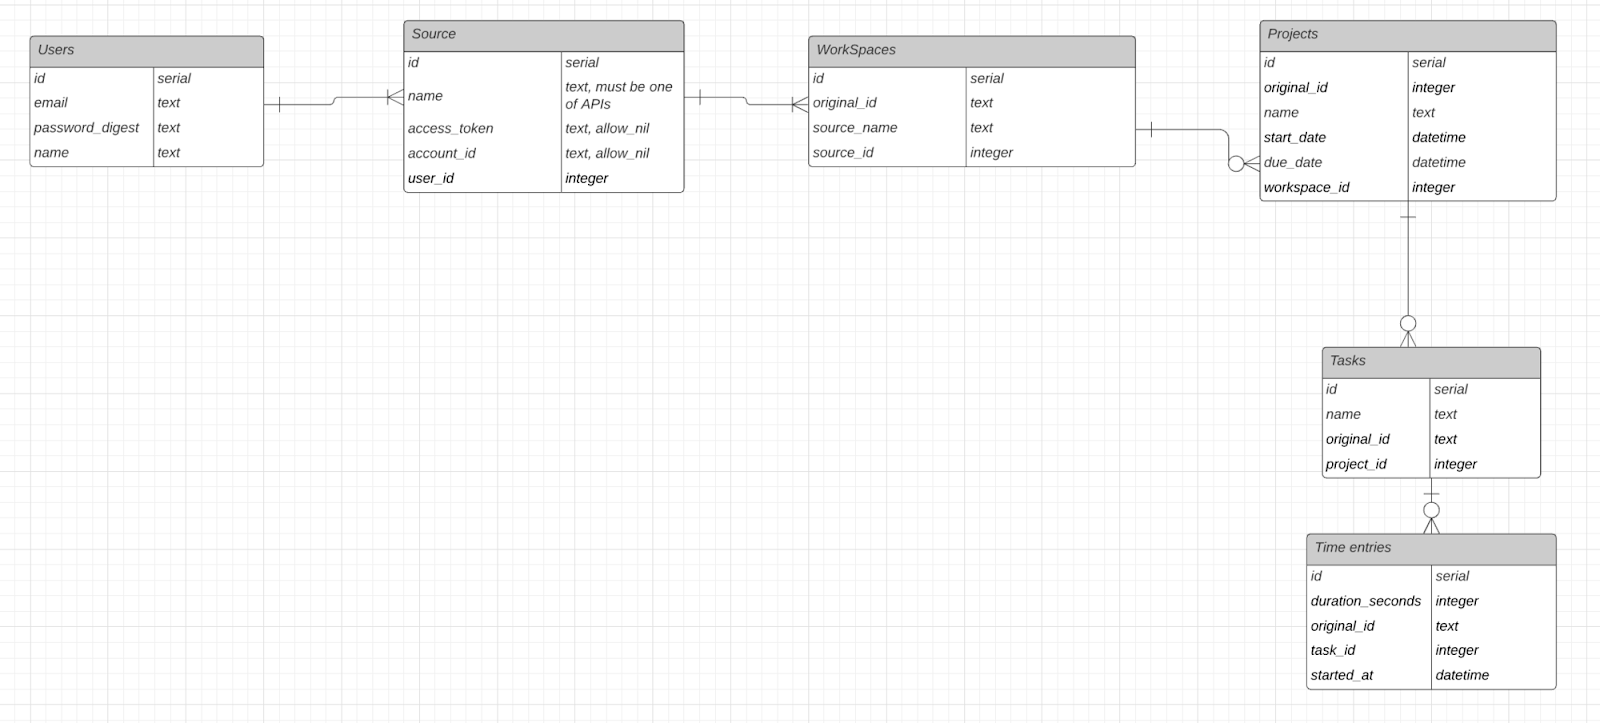 Users
id serial
email text
password_digest text
name text
Source
id serial
name text, must be one
of APIs
access_token text, allow_nil
account_id text, allow_nil
user_id integer
WorkSpaces
id serial
original_id text
source_name text
source_id integer
Projects
id serial
original_id integer
name text
start_date datetime
due_date datetime
workspace_id integer
Tasks
id serial
name text
original_id text
project_id integer
Time entries
id serial
duration_seconds integer
original_id text
task_id integer
started_at datetime